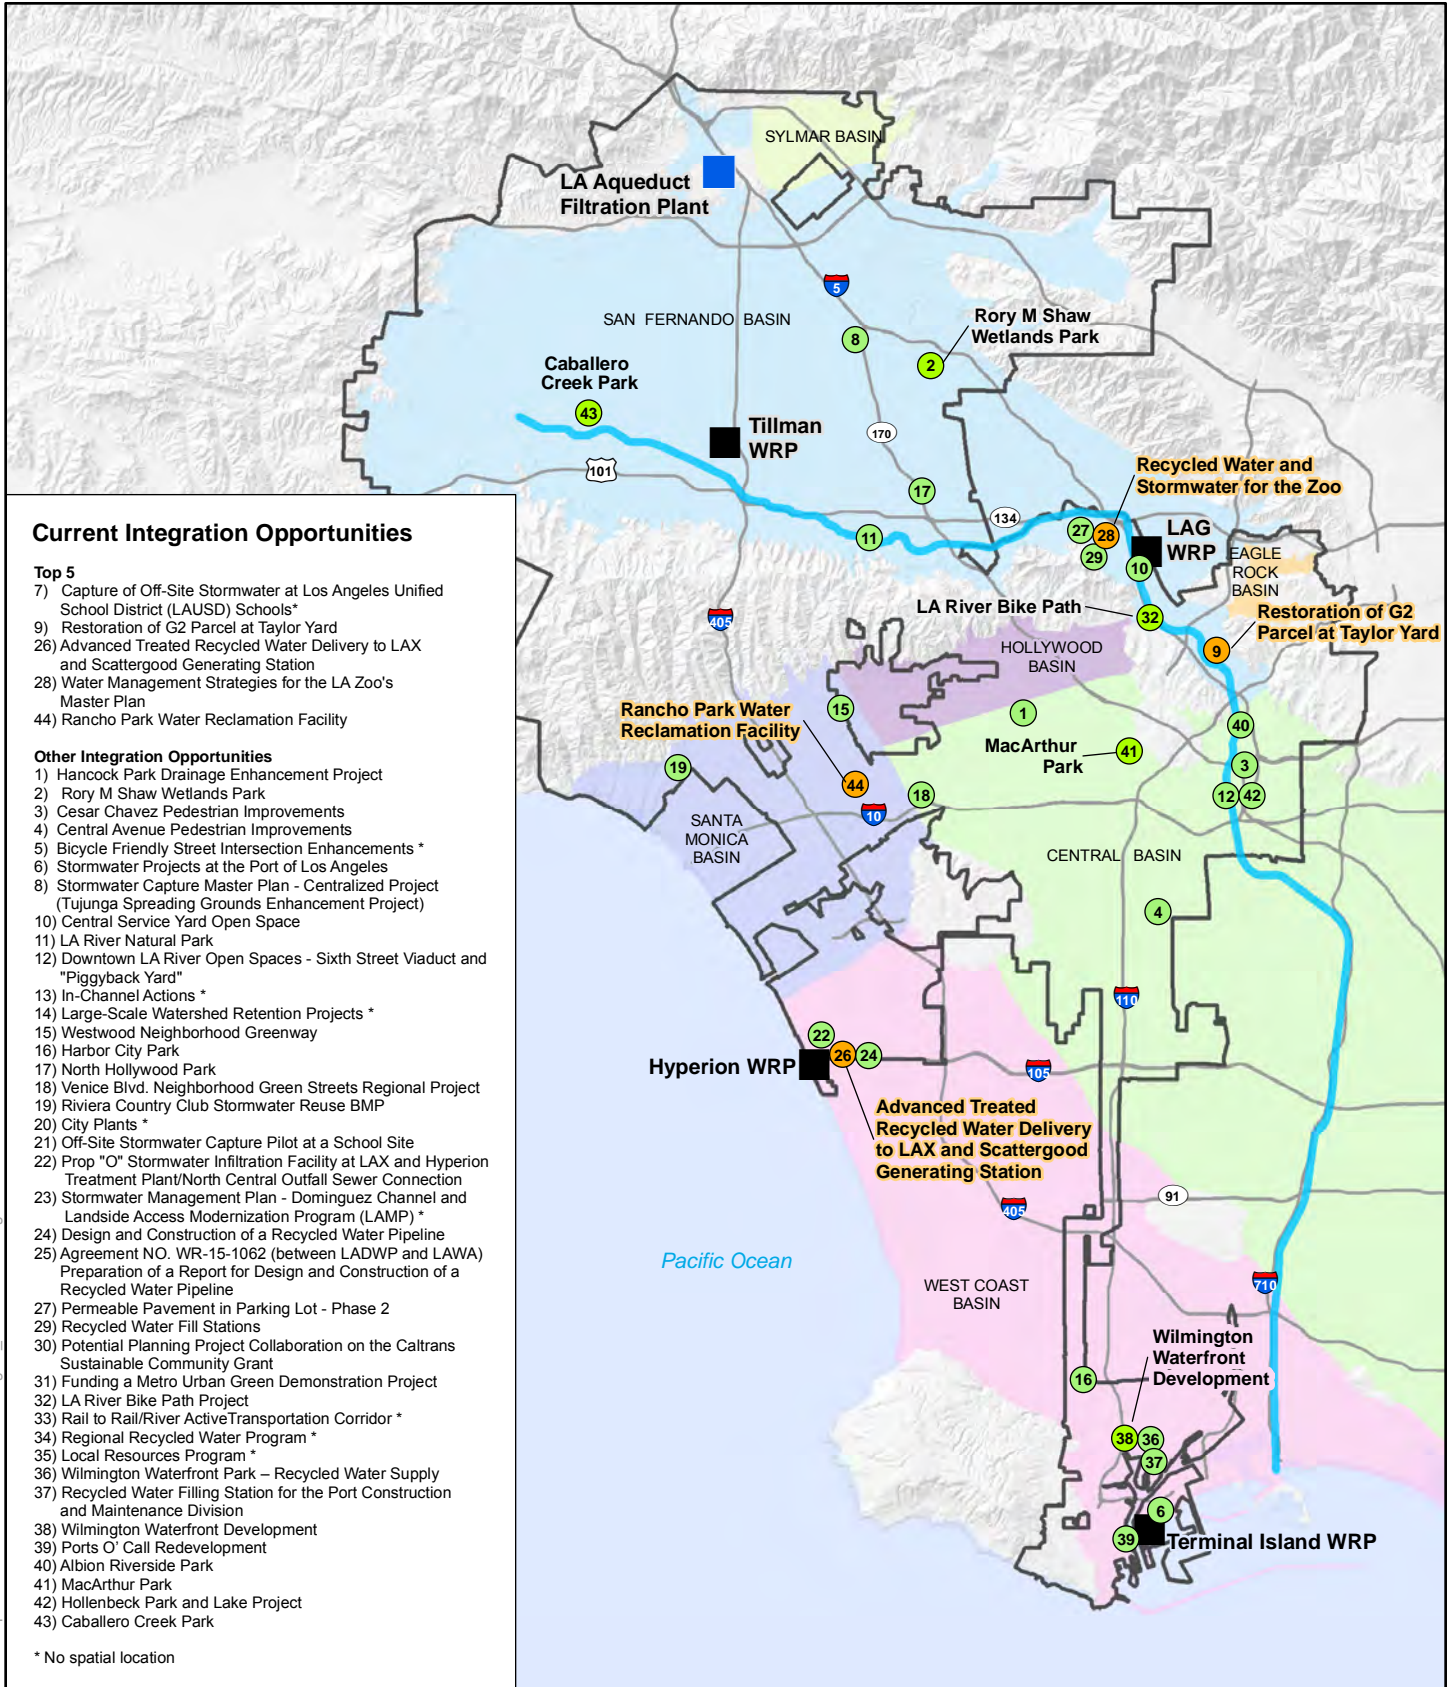 SYLMAR BASIN
LA Aqueduct
Filtration Plant
5
SAN FERNANDO BASIN
Rory M Shaw
Wetlands Park
8
2
Caballero
Creek Park
43
Tillman
WRP
170
101
17
Recycled Water and
Stormwater for the Zoo
134
11
27
28
29
LAG
WRP
10
EAGLE
ROCK
BASIN
LA River Bike Path
32
Restoration of G2
Parcel at Taylor Yard
9
405
HOLLYWOOD
BASIN
Rancho Park Water
Reclamation Facility
15
1
40
MacArthur
Park
41
3
19
44
18
12
42
10
SANTA
MONICA
BASIN
CENTRAL BASIN
4
110
22
26
24
Hyperion WRP
105
Advanced Treated
Recycled Water Delivery
to LAX and Scattergood
Generating Station
91
405
Pacific Ocean
WEST COAST
BASIN
710
Wilmington
Waterfront
Development
16
38
36
37
6
39
Terminal Island WRP
Current Integration Opportunities
Top 5
7) Capture of Off-Site Stormwater at Los Angeles Unified
School District (LAUSD) Schools*
9) Restoration of G2 Parcel at Taylor Yard
26) Advanced Treated Recycled Water Delivery to LAX
and Scattergood Generating Station
28) Water Management Strategies for the LA Zoo's
Master Plan
44) Rancho Park Water Reclamation Facility
Other Integration Opportunities
1) Hancock Park Drainage Enhancement Project
2) Rory M Shaw Wetlands Park
3) Cesar Chavez Pedestrian Improvements
4) Central Avenue Pedestrian Improvements
5) Bicycle Friendly Street Intersection Enhancements *
6) Stormwater Projects at the Port of Los Angeles
8) Stormwater Capture Master Plan - Centralized Project
(Tujunga Spreading Grounds Enhancement Project)
10) Central Service Yard Open Space
11) LA River Natural Park
12) Downtown LA River Open Spaces - Sixth Street Viaduct and
"Piggyback Yard"
13) In-Channel Actions *
14) Large-Scale Watershed Retention Projects *
15) Westwood Neighborhood Greenway
16) Harbor City Park
17) North Hollywood Park
18) Venice Blvd. Neighborhood Green Streets Regional Project
19) Riviera Country Club Stormwater Reuse BMP
20) City Plants *
21) Off-Site Stormwater Capture Pilot at a School Site
22) Prop "O" Stormwater Infiltration Facility at LAX and Hyperion
Treatment Plant/North Central Outfall Sewer Connection
23) Stormwater Management Plan - Dominguez Channel and
Landside Access Modernization Program (LAMP) *
24) Design and Construction of a Recycled Water Pipeline
25) Agreement NO. WR-15-1062 (between LADWP and LAWA)
Preparation of a Report for Design and Construction of a
Recycled Water Pipeline
27) Permeable Pavement in Parking Lot - Phase 2
29) Recycled Water Fill Stations
30) Potential Planning Project Collaboration on the Caltrans
Sustainable Community Grant
31) Funding a Metro Urban Green Demonstration Project
32) LA River Bike Path Project
33) Rail to Rail/River ActiveTransportation Corridor *
34) Regional Recycled Water Program *
35) Local Resources Program *
36) Wilmington Waterfront Park – Recycled Water Supply
37) Recycled Water Filling Station for the Port Construction
and Maintenance Division
38) Wilmington Waterfront Development
39) Ports O' Call Redevelopment
40) Albion Riverside Park
41) MacArthur Park
42) Hollenbeck Park and Lake Project
43) Caballero Creek Park
* No spatial location